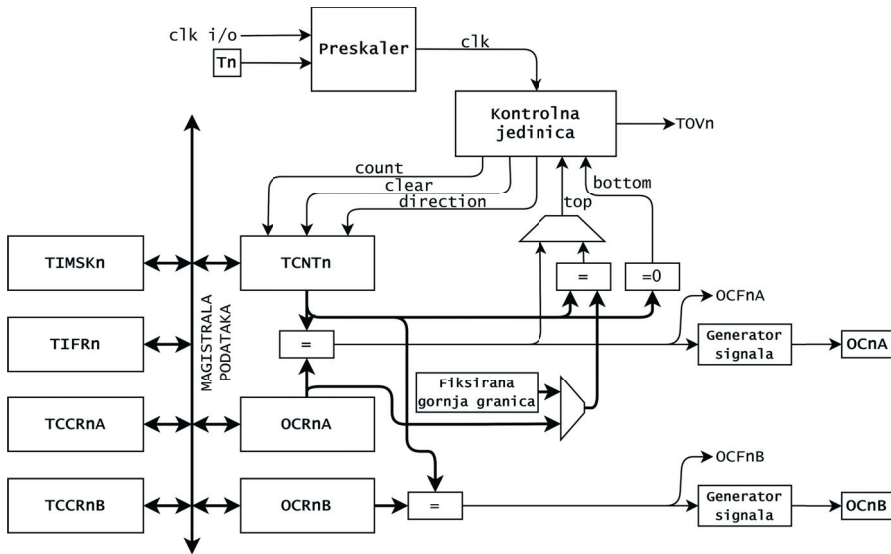 clk i/o
Tn
Preskaler
clk
Kontrolna
jedinica
TOVn
count
clear
direction
top
bottom
TIMSKn
TCNTn
=
=0
OCFnA
TIFRn
MAGISTRALA
PODATAKA
=
Generator
signala
OCnA
Fiksirana
gornja granica
TCCRnA
OCRnA
OCFnB
TCCRnB
OCRnB
=
Generator
signala
OCnB